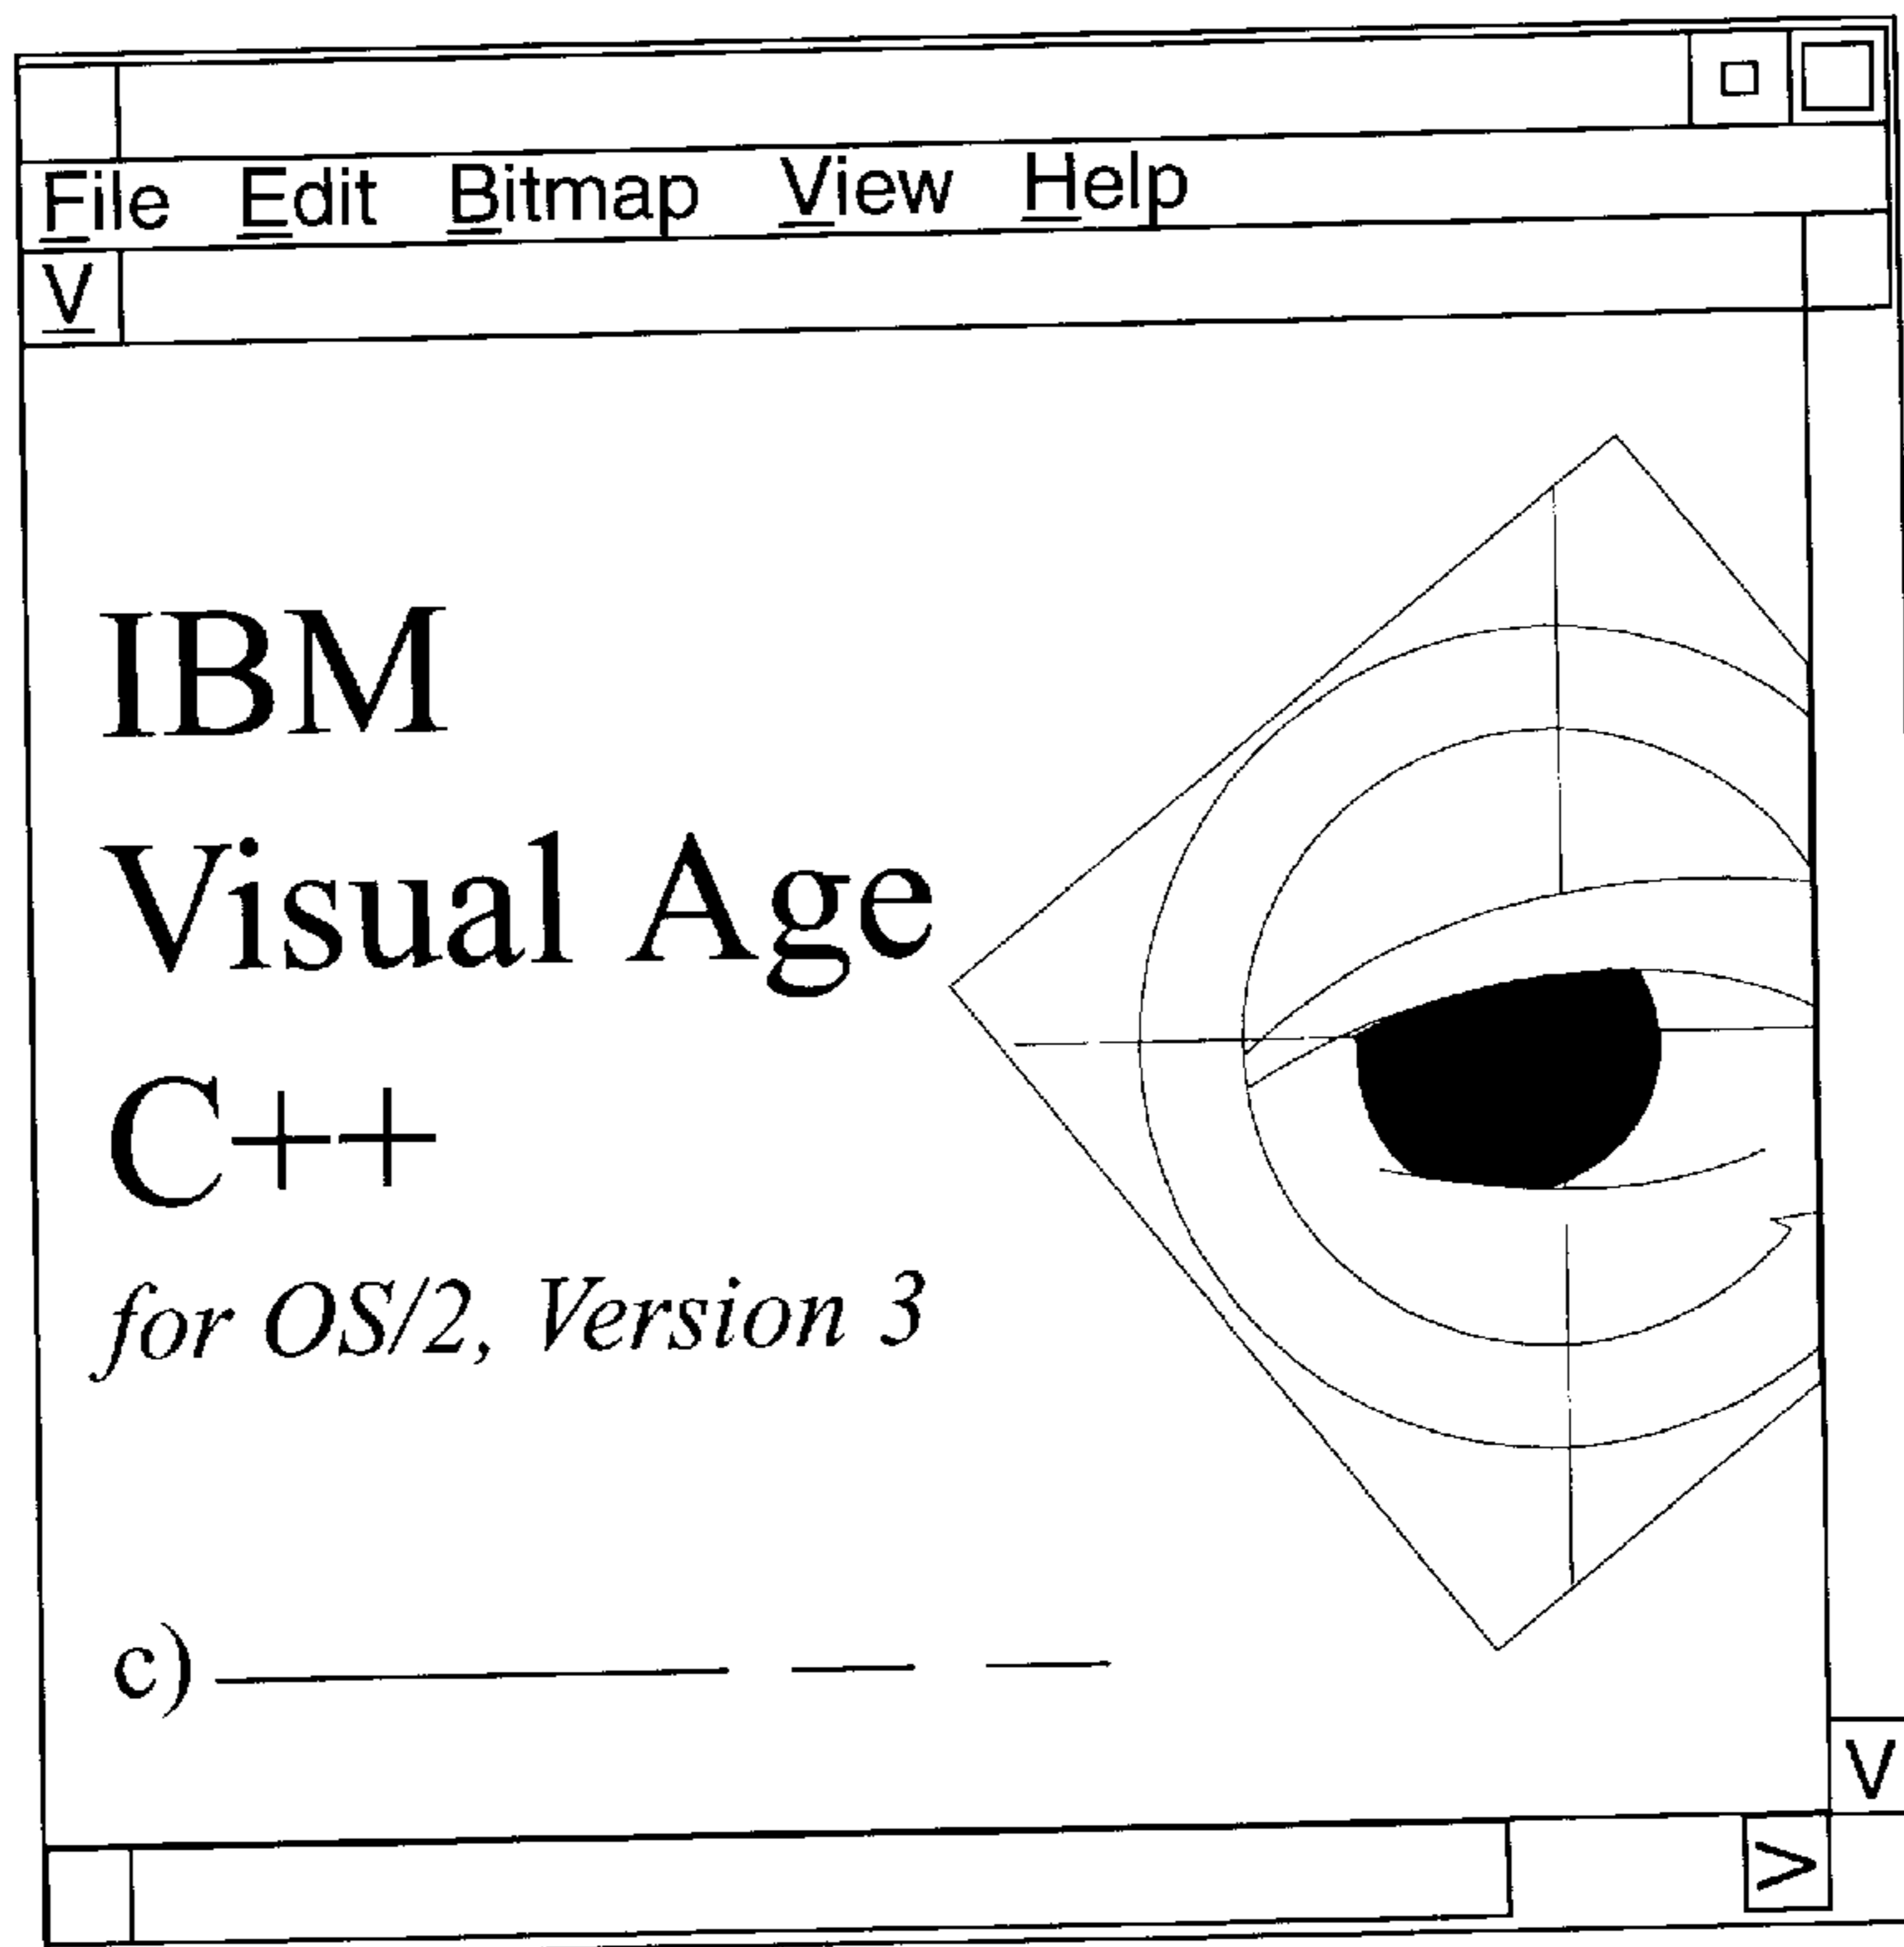 File Edit Bitmap View Help
V
IBM
Visual Age
C++
for OS/2, Version 3
c)
V
>